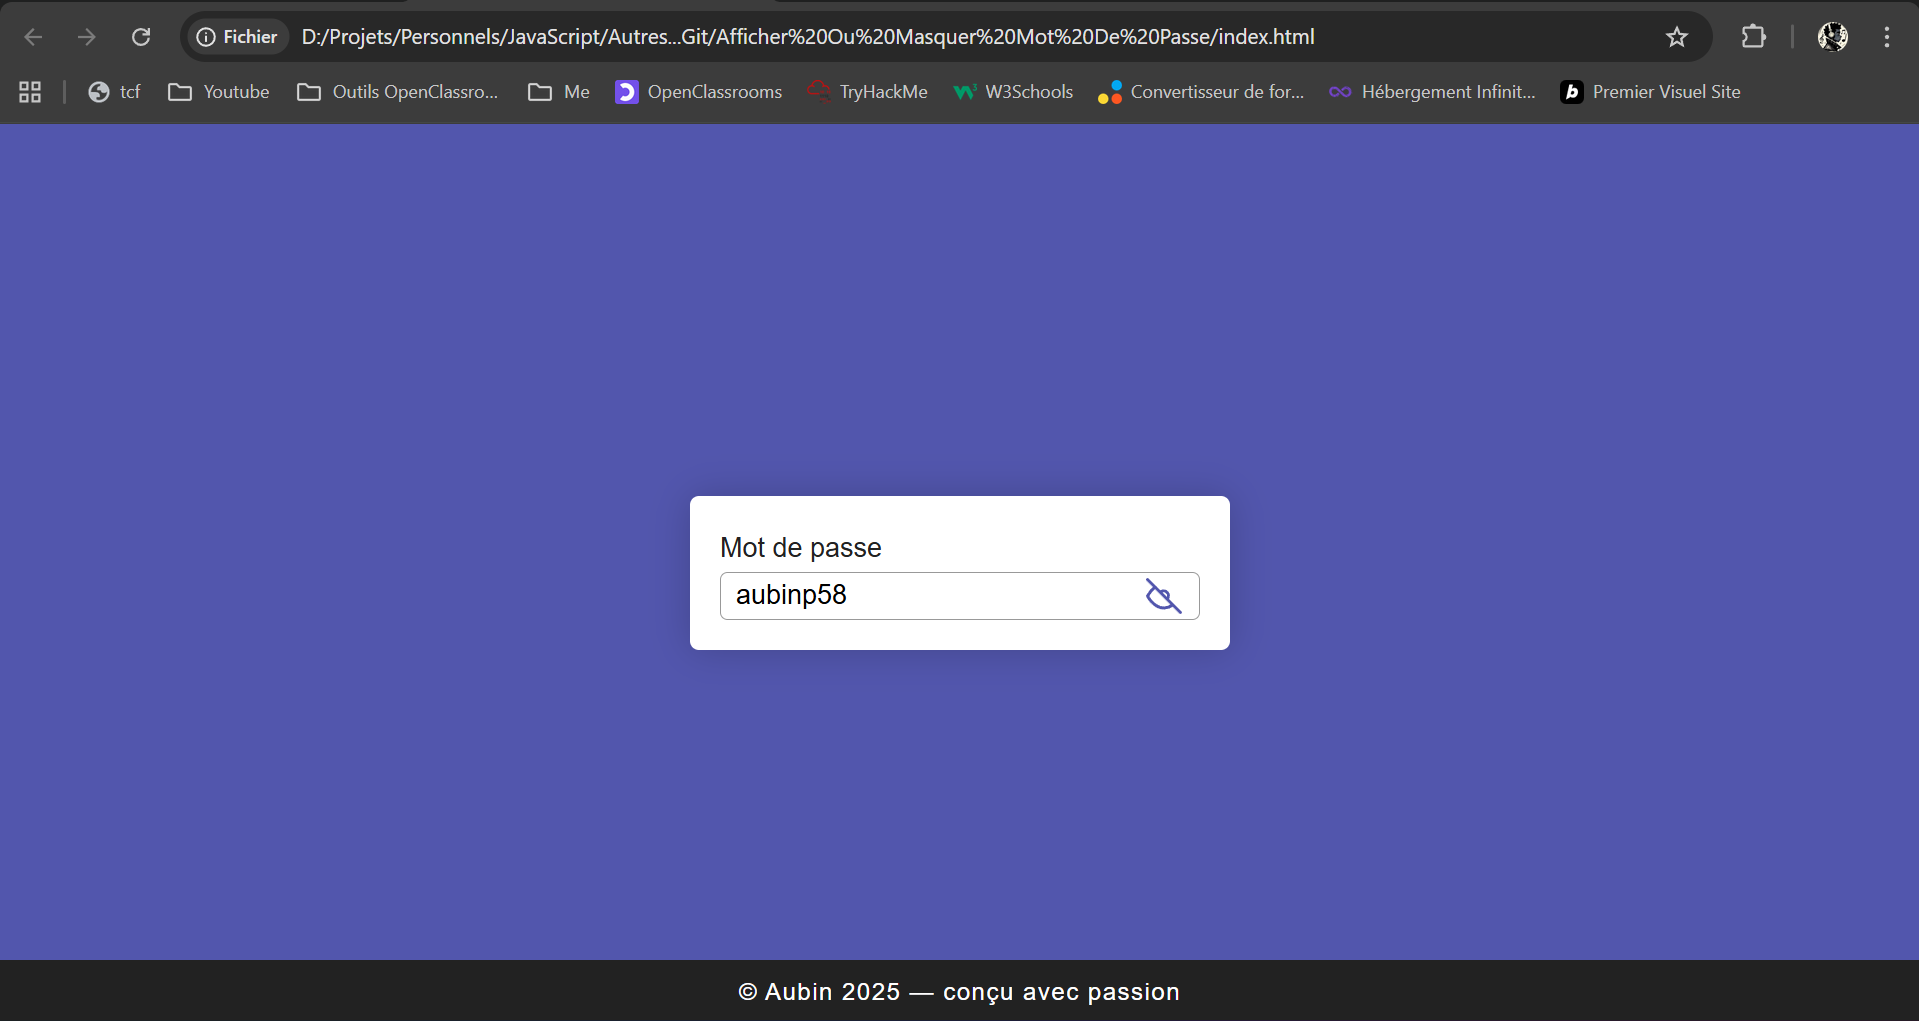 Fichier D:/Projets/Personnels/JavaScript/Autres...Git/Afficher%20Ou%20Masquer%20Mot%20De%20Passe/index.html
tcf Youtube Outils OpenClassro... Me OpenClassrooms TryHackMe W3Schools Convertisseur de for... Hébergement Infinit... Premier Visuel Site
Mot de passe
aubinp58
© Aubin 2025 — conçu avec passion